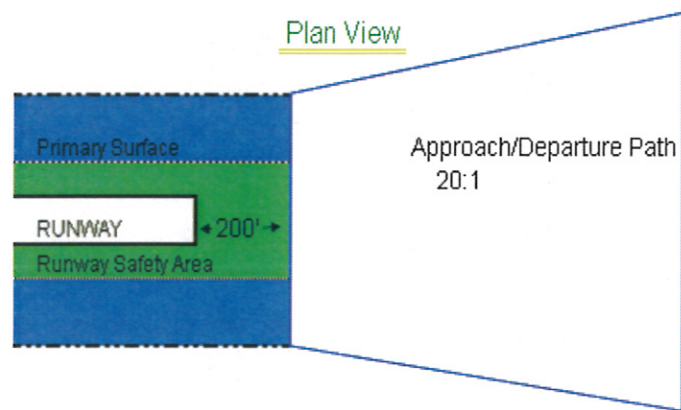 Plan View
Primary Surface
Approach/Departure Path
20:1
RUNWAY
200'
Runway Safety Area